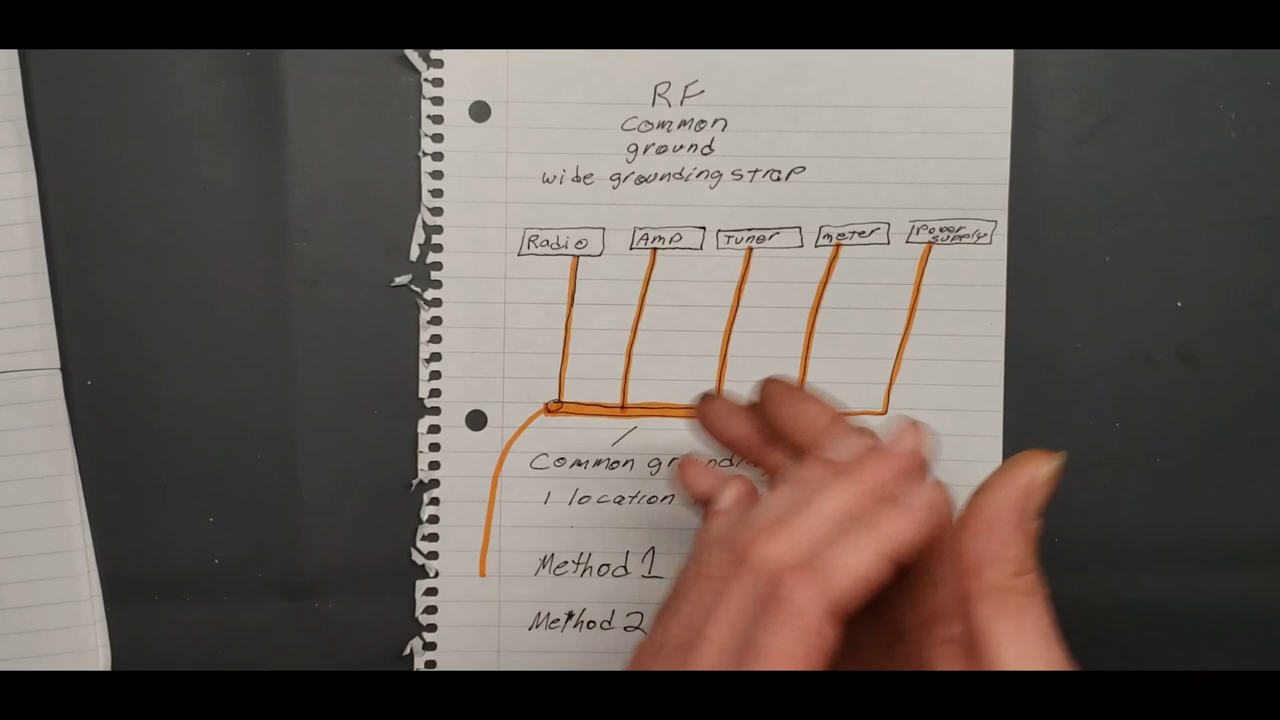 RF
Common
ground
wide grounding strap
Radio
Amp
Tuner
meter
Power
supply
Common
1 location
Method 1
Method 2